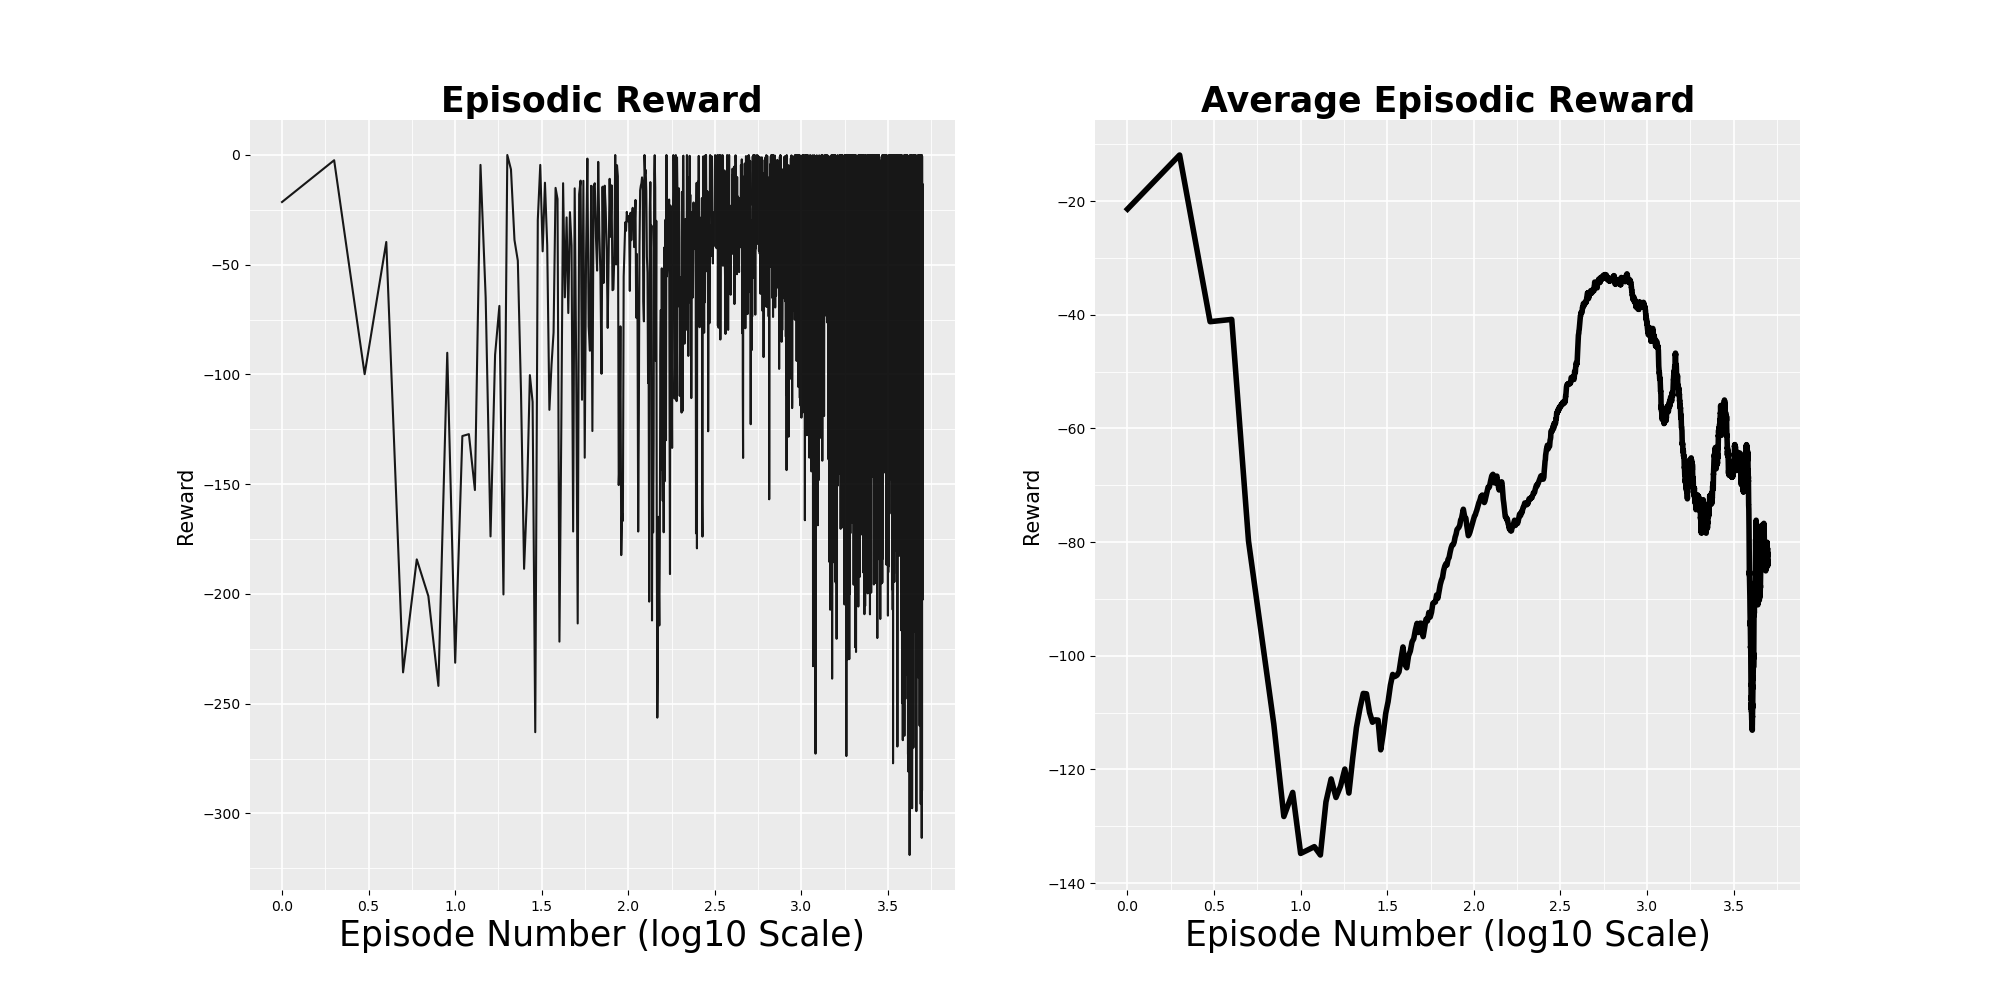 Episodic Reward
Reward
0
−50
−100
−150
−200
−250
−300
0.0 0.5 1.0 1.5 2.0 2.5 3.0 3.5
Episode Number (log10 Scale)
Average Episodic Reward
Reward
−20
−40
−60
−80
−100
−120
−140
0.0 0.5 1.0 1.5 2.0 2.5 3.0 3.5
Episode Number (log10 Scale)